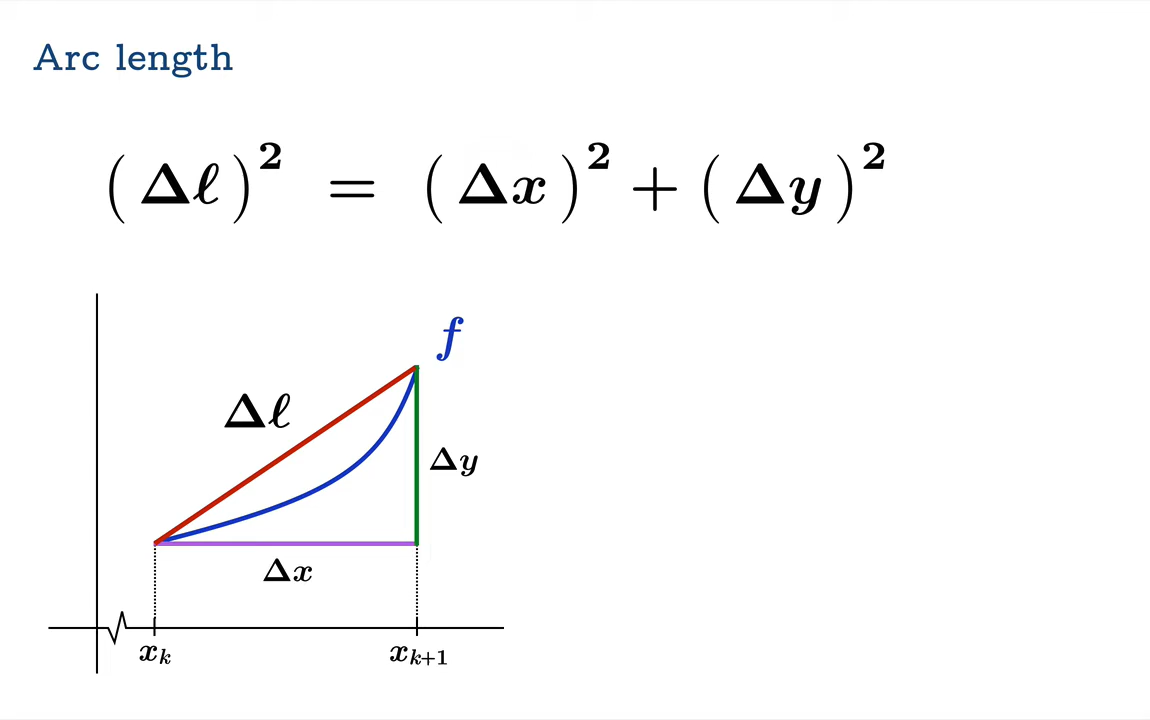 Arc length
(Δℓ)² = (Δx)² + (Δy)²
f
Δℓ
Δy
Δx
xₖ xₖ₊₁